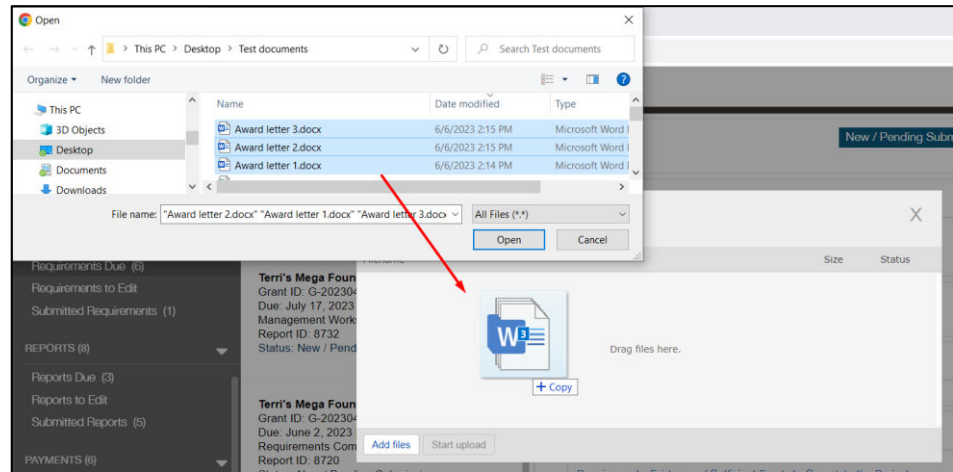 Open
This PC > Desktop > Test documents
Search Test documents
Organize
New folder
This PC
3D Objects
Desktop
Documents
Downloads
Name Date modified Type
Award letter 3.docx 6/6/2023 2:15 PM Microsoft Word
Award letter 2.docx 6/6/2023 2:15 PM Microsoft Word
Award letter 1.docx 6/6/2023 2:14 PM Microsoft Word
File name: "Award letter 2.docx" "Award letter 1.docx" "Award letter 3.docx All Files (*.*)
Open Cancel
New / Pending Subm
X
Filename Size Status
W 3
Drag files here.
+ Copy
Add files Start upload
Requirements Due (6)
Requirements to Edit
Submitted Requirements (1)
REPORTS (8)
Reports Due (3)
Reports to Edit
Submitted Reports (5)
PAYMENTS (6)
Terri's Mega Foun
Grant ID: G-202304
Due: July 17, 2023
Management Work
Report ID: 8732
Status: New / Pend
Terri's Mega Foun
Grant ID: G-20230
Due: June 2, 2023
Requirements Com
Report ID: 8720